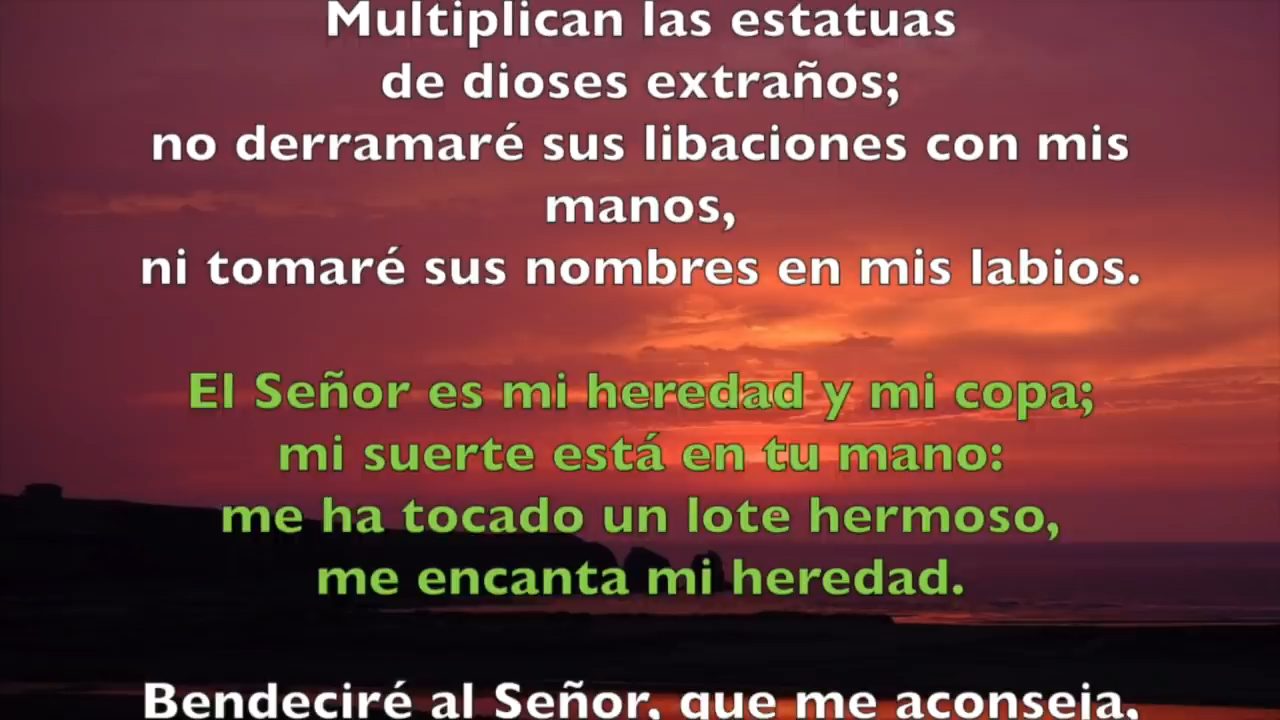 Multiplican las estatuas
de dioses extraños;
no derramaré sus libaciones con mis
manos,
ni tomaré sus nombres en mis labios.
El Señor es mi heredad y mi copa;
mi suerte está en tu mano:
me ha tocado un lote hermoso,
me encanta mi heredad.
Bendeciré al Señor, que me aconseja,